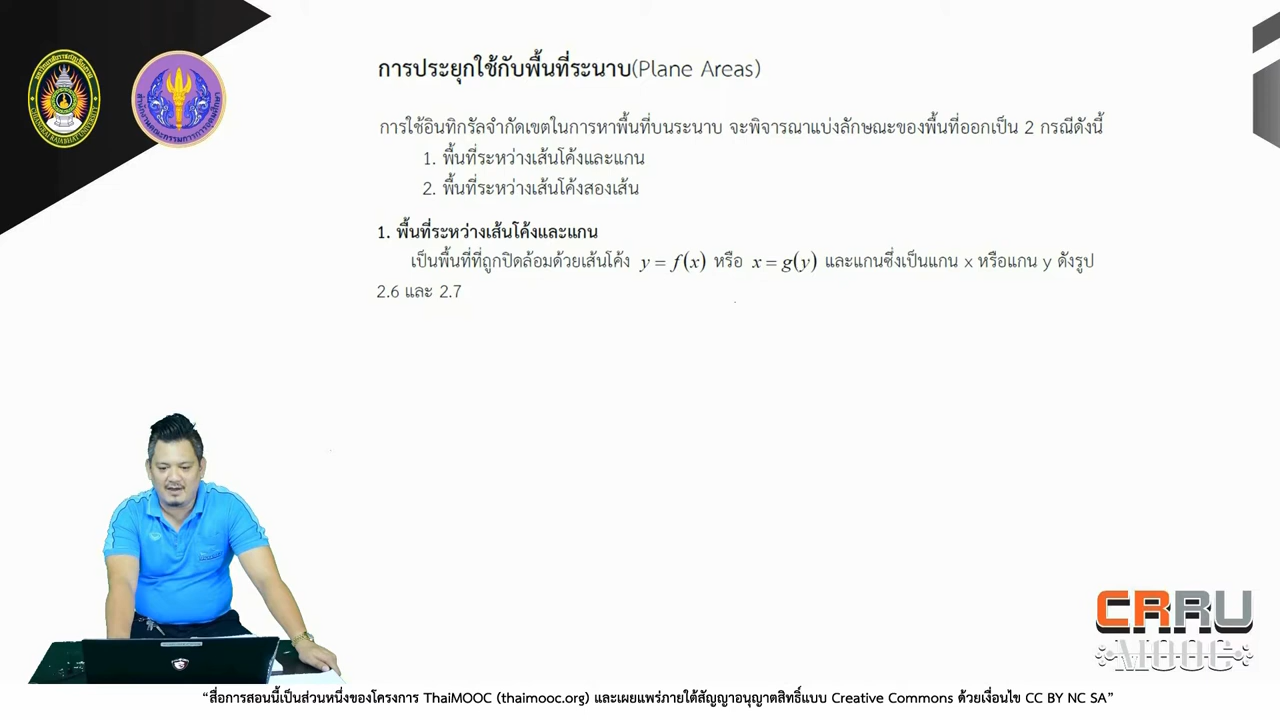 การประยุกใช้กับพื้นที่ระนาบ(Plane Areas)
การใช้อินทิกรัลจำกัดเขตในการหาพื้นที่บนระนาบ จะพิจารณาแบ่งลักษณะของพื้นที่ออกเป็น 2 กรณีดังนี้
1. พื้นที่ระหว่างเส้นโค้งและแกน
2. พื้นที่ระหว่างเส้นโค้งสองเส้น
1. พื้นที่ระหว่างเส้นโค้งและแกน
เป็นพื้นที่ที่ถูกปิดล้อมด้วยเส้นโค้ง y = f(x) หรือ x = g(y) และแกนซึ่งเป็นแกน x หรือแกน y ดังรูป
2.6 และ 2.7
CRRU
MOOC
“สื่อการสอนนี้เป็นส่วนหนึ่งของโครงการ ThaiMOOC (thaimooc.org) และเผยแพร่ภายใต้สัญญาอนุญาตสิทธิ์แบบ Creative Commons ด้วยเงื่อนไข CC BY NC SA”